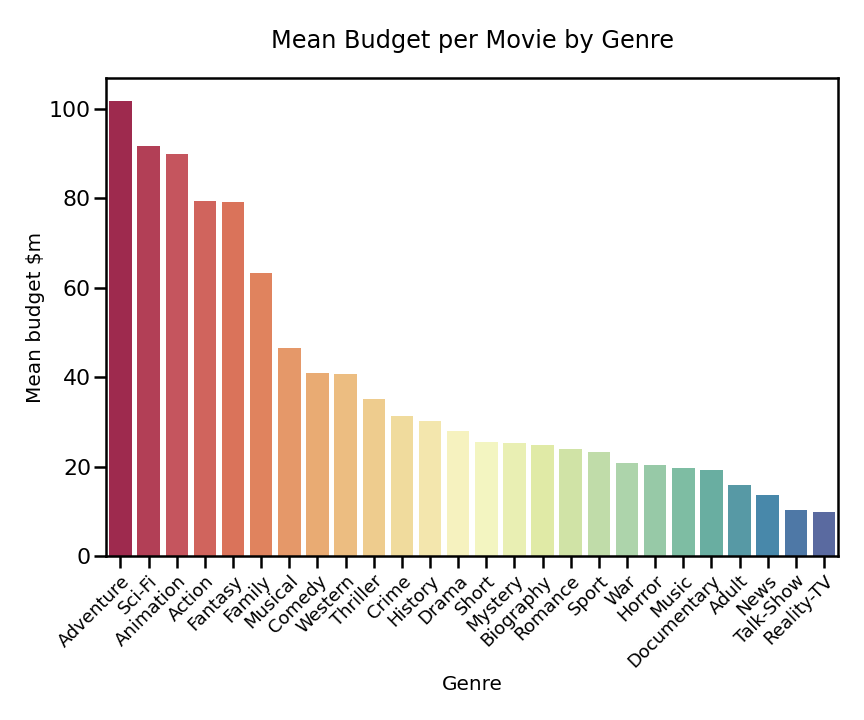 Mean Budget per Movie by Genre
100
80
60
40
20
0
Mean budget $m
Adventure
Sci-Fi
Animation
Action
Fantasy
Family
Musical
Comedy
Western
Thriller
Crime
History
Drama
Short
Mystery
Biography
Romance
Sport
War
Horror
Music
Documentary
Adult
News
Talk-Show
Reality-TV
Genre